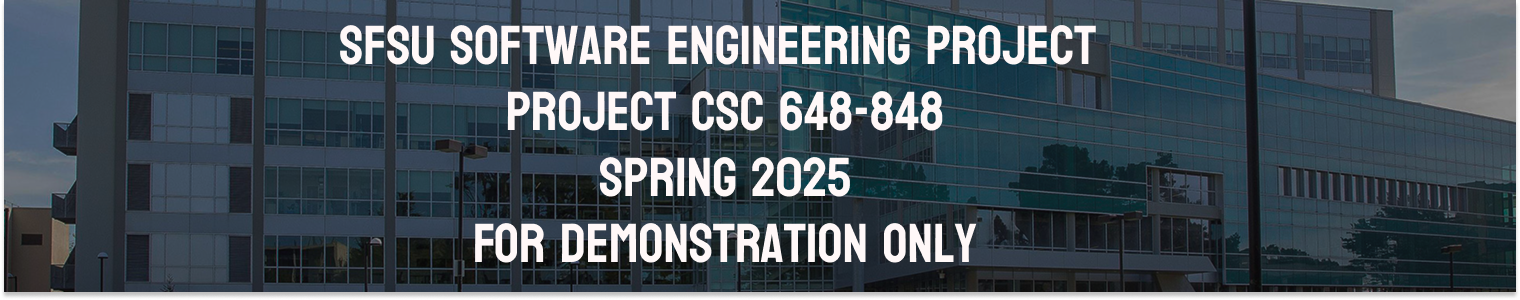 SFSU SOFTWARE ENGINEERING PROJECT
PROJECT CSC 648-848
SPRING 2025
FOR DEMONSTRATION ONLY